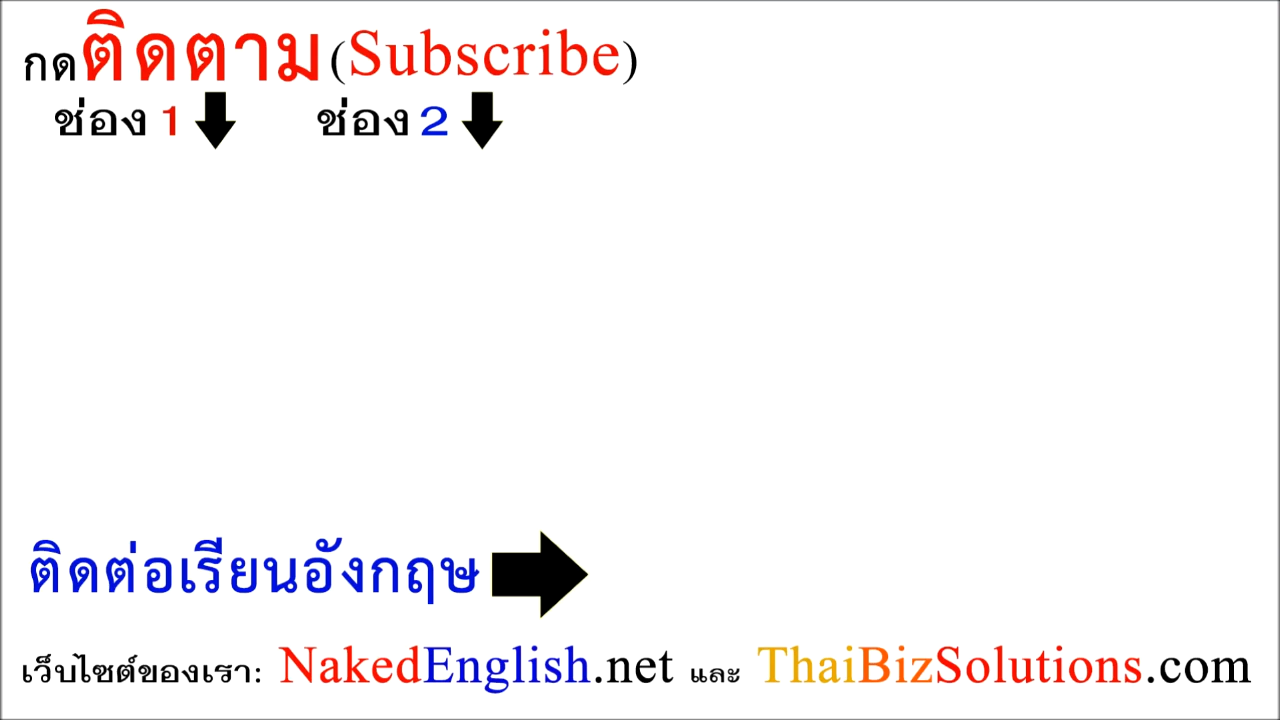 กดติดตาม (Subscribe)
ช่อง 1 ช่อง 2
ติดต่อเรียนอังกฤษ
เว็บไซต์ของเรา: NakedEnglish.net และ ThaiBizSolutions.com